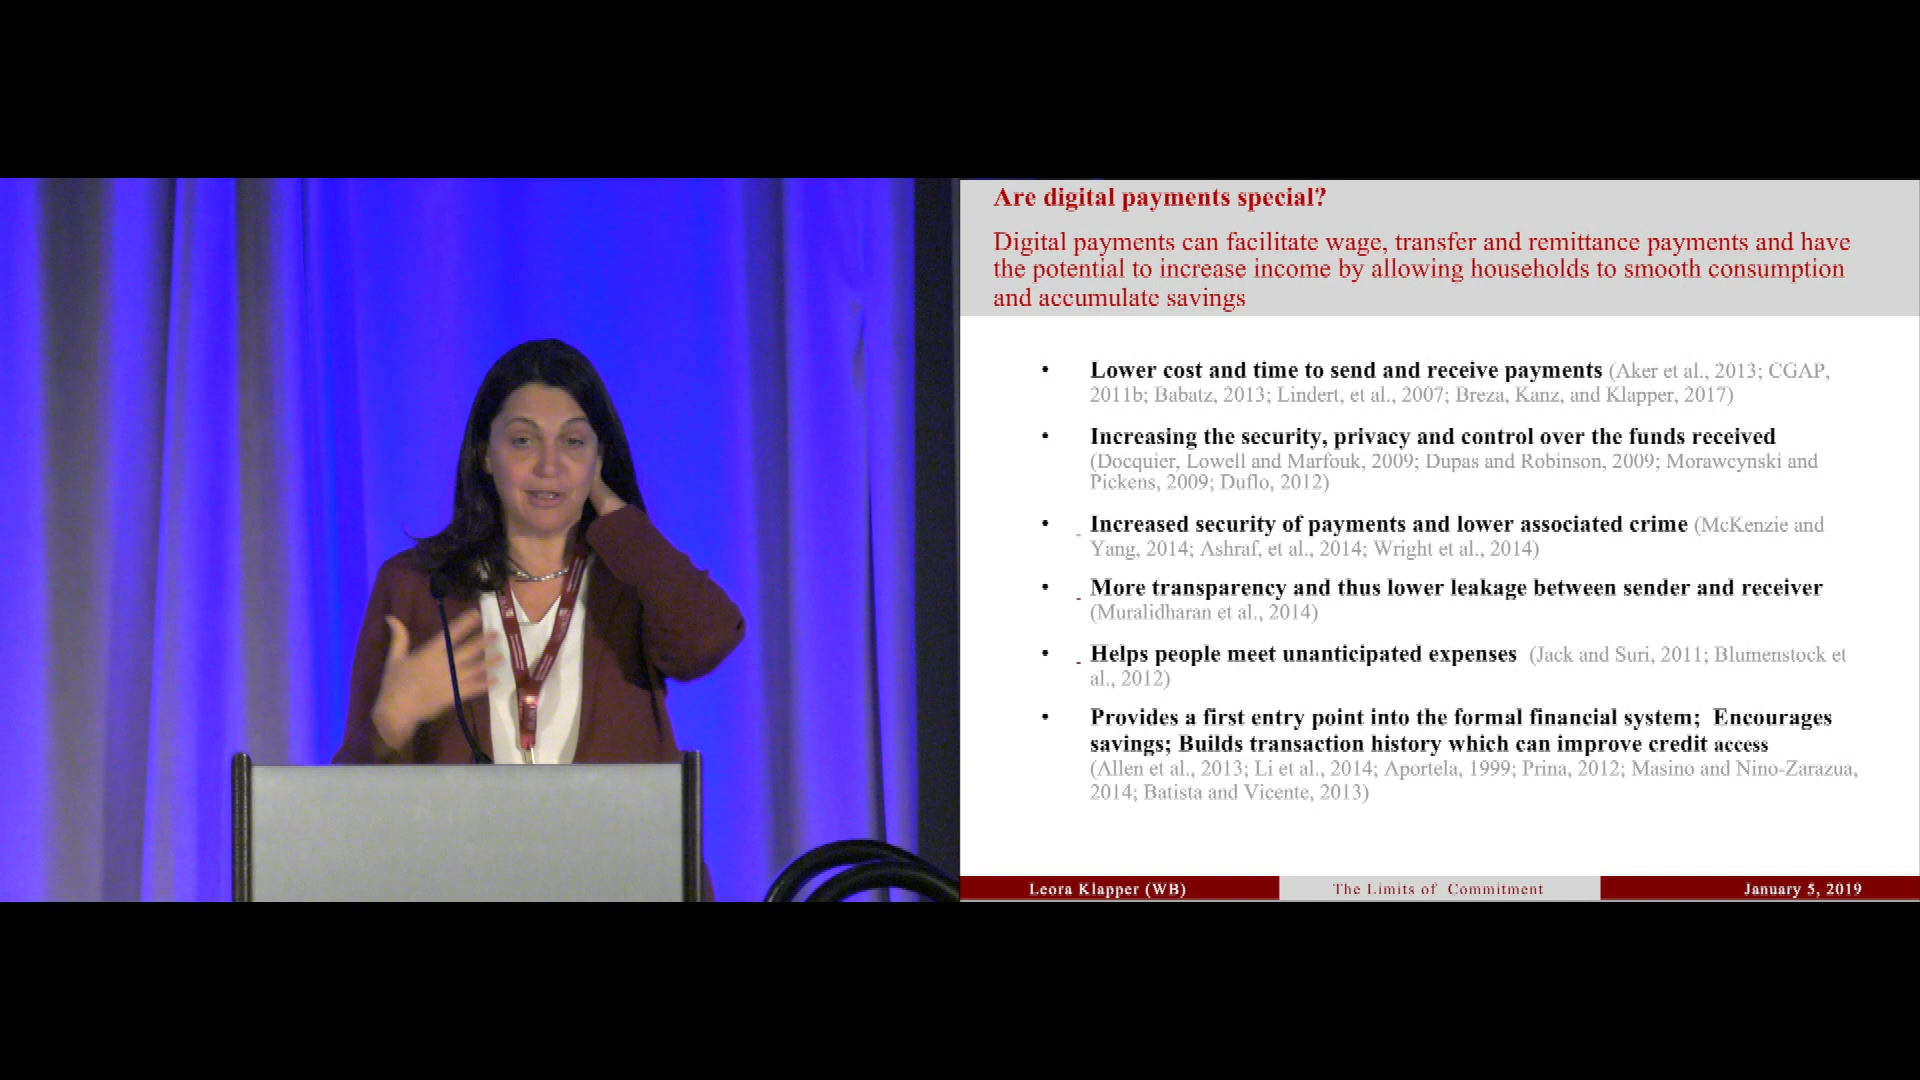 Are digital payments special?
Digital payments can facilitate wage, transfer and remittance payments and have
the potential to increase income by allowing households to smooth consumption
and accumulate savings
• Lower cost and time to send and receive payments (Aker et al., 2013; CGAP,
2011b; Babatz, 2013; Lindert, et al., 2007; Breza, Kanz, and Klapper, 2017)
• Increasing the security, privacy and control over the funds received
(Docquier, Lowell and Marfouk, 2009; Dupas and Robinson, 2009; Morawcynski and
Pickens, 2009; Duflo, 2012)
• - Increased security of payments and lower associated crime (McKenzie and
Yang, 2014; Ashraf, et al., 2014; Wright et al., 2014)
• - More transparency and thus lower leakage between sender and receiver
(Muralidharan et al., 2014)
• - Helps people meet unanticipated expenses (Jack and Suri, 2011; Blumenstock et
al., 2012)
• Provides a first entry point into the formal financial system; Encourages
savings; Builds transaction history which can improve credit access
(Allen et al., 2013; Li et al., 2014; Aportela, 1999; Prina, 2012; Masino and Nino-Zarazua,
2014; Batista and Vicente, 2013)
Leora Klapper (WB) The Limits of Commitment January 5, 2019